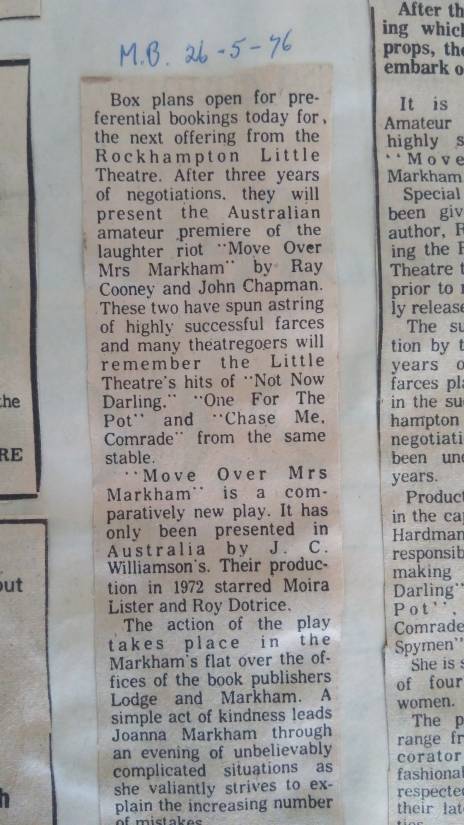 M.B. 26-5-76
Box plans open for pre-
ferential bookings today for
the next offering from the
Rockhampton Little
Theatre. After three years
of negotiations, they will
present the Australian
amateur premiere of the
laughter riot "Move Over
Mrs Markham" by Ray
Cooney and John Chapman.
These two have spun astring
of highly successful farces
and many theatregoers will
remember the Little
Theatre's hits of "Not Now
Darling," "One For The
Pot" and "Chase Me,
Comrade" from the same
stable.
"Move Over Mrs
Markham" is a com-
paratively new play. It has
only been presented in
Australia by J. C.
Williamson's. Their produc-
tion in 1972 starred Moira
Lister and Roy Dotrice.
The action of the play
takes place in the
Markham's flat over the of-
fices of the book publishers
Lodge and Markham. A
simple act of kindness leads
Joanna Markham through
an evening of unbelievably
complicated situations as
she valiantly strives to ex-
plain the increasing number
of mistakes
After th
ing which
props, the
embark o
It is
Amateur
highly s
"Move
Markham
Special
been giv
author, R
ing the R
Theatre t
prior to r
ly release
The su
tion by t
years o
farces pla
in the su
hampton
negotiati
been und
years.
Product
in the ca
Hardman
responsib
making
Darling"
Pot",
Comrade
Spymen"
She is s
of four
women.
The p
range fr
corator
fashional
respected
their late
the
RE
out
h